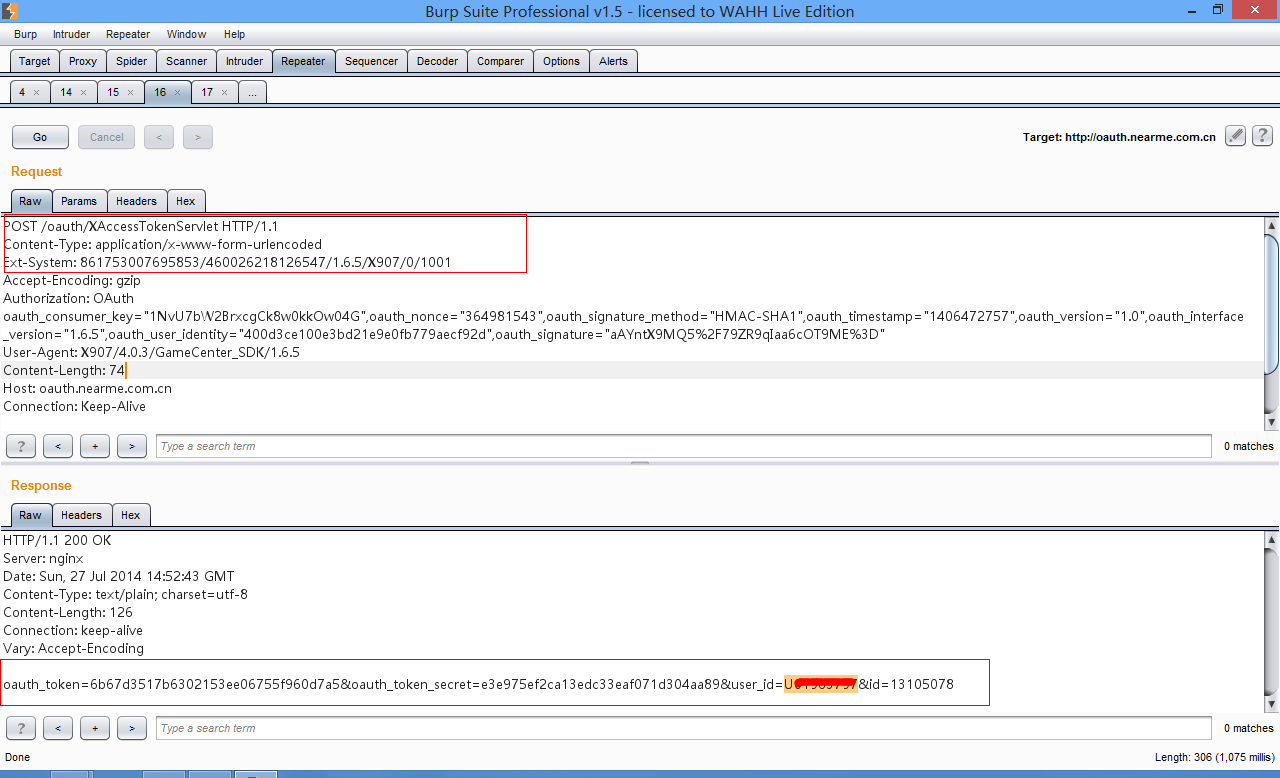 Burp Suite Professional v1.5 - licensed to WAHH Live Edition
Burp Intruder Repeater Window Help
Target Proxy Spider Scanner Intruder Repeater Sequencer Decoder Comparer Options Alerts
4 × 14 × 15 × 16 × 17 × ...
Go Cancel < > Target: http://oauth.nearme.com.cn ?
Request
Raw Params Headers Hex
POST /oauth/XAccessTokenServlet HTTP/1.1
Content-Type: application/x-www-form-urlencoded
Ext-System: 861753007695853/460026218126547/1.6.5/X907/0/1001
Accept-Encoding: gzip
Authorization: OAuth
oauth_consumer_key="1NvU7bW2BrxcgCk8w0kkOw04G",oauth_nonce="364981543",oauth_signature_method="HMAC-SHA1",oauth_timestamp="1406472757",oauth_version="1.0",oauth_interface
_version="1.6.5",oauth_user_identity="400d3ce100e3bd21e9e0fb779aecf92d",oauth_signature="aAYntX9MQ5%2F79ZR9qIaa6cOT9ME%3D"
User-Agent: X907/4.0.3/GameCenter_SDK/1.6.5
Content-Length: 74
Host: oauth.nearme.com.cn
Connection: Keep-Alive
? < + > Type a search term 0 matches
Response
Raw Headers Hex
HTTP/1.1 200 OK
Server: nginx
Date: Sun, 27 Jul 2014 14:52:43 GMT
Content-Type: text/plain; charset=utf-8
Content-Length: 126
Connection: keep-alive
Vary: Accept-Encoding
oauth_token=6b67d3517b6302153ee06755f960d7a5&oauth_token_secret=e3e975ef2ca13edc33eaf071d304aa89&user_id= &id=13105078
? < + > Type a search term 0 matches
Done Length: 306 (1,075 millis)